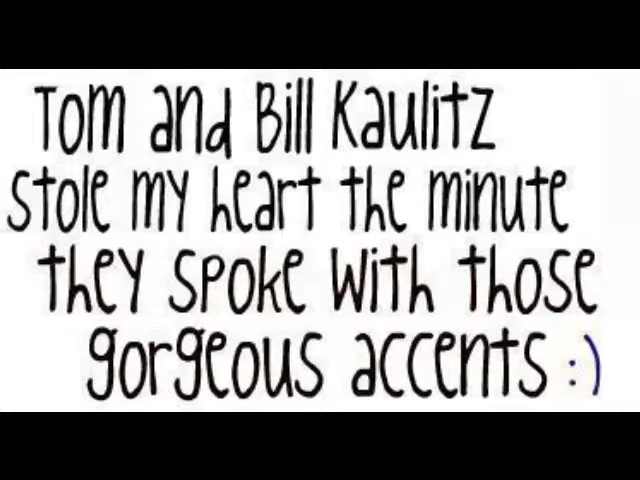 Tom and Bill Kaulitz
stole my heart the minute
they spoke with those
gorgeous accents :)